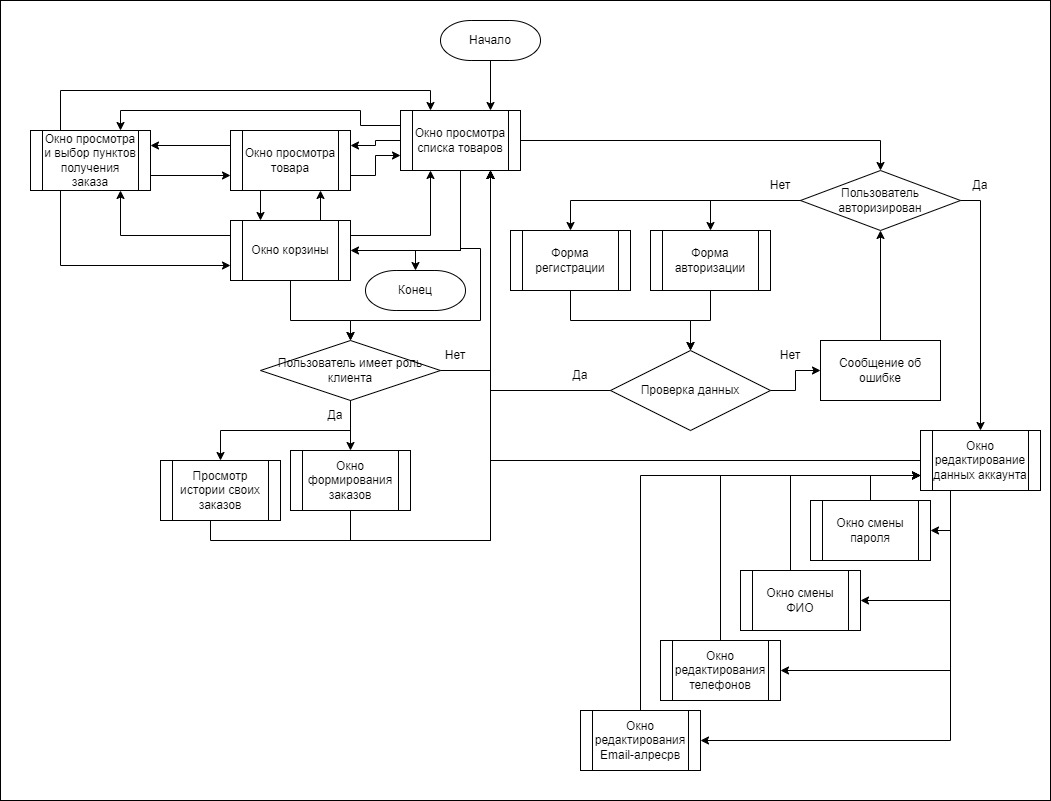 Начало
Окно просмотра
и выбор пунктов
получения
заказа
Окно просмотра
товара
Окно просмотра
списка товаров
Пользователь
авторизирован
Нет
Да
Окно корзины
Форма
регистрации
Форма
авторизации
Конец
Пользователь имеет роль
клиента
Нет
Да
Проверка данных
Да
Нет
Сообщение об
ошибке
Просмотр
истории своих
заказов
Окно
формирования
заказов
Окно
редактирование
данных аккаунта
Окно смены
пароля
Окно смены
ФИО
Окно
редактирования
телефонов
Окно
редактирования
Email-алресрв